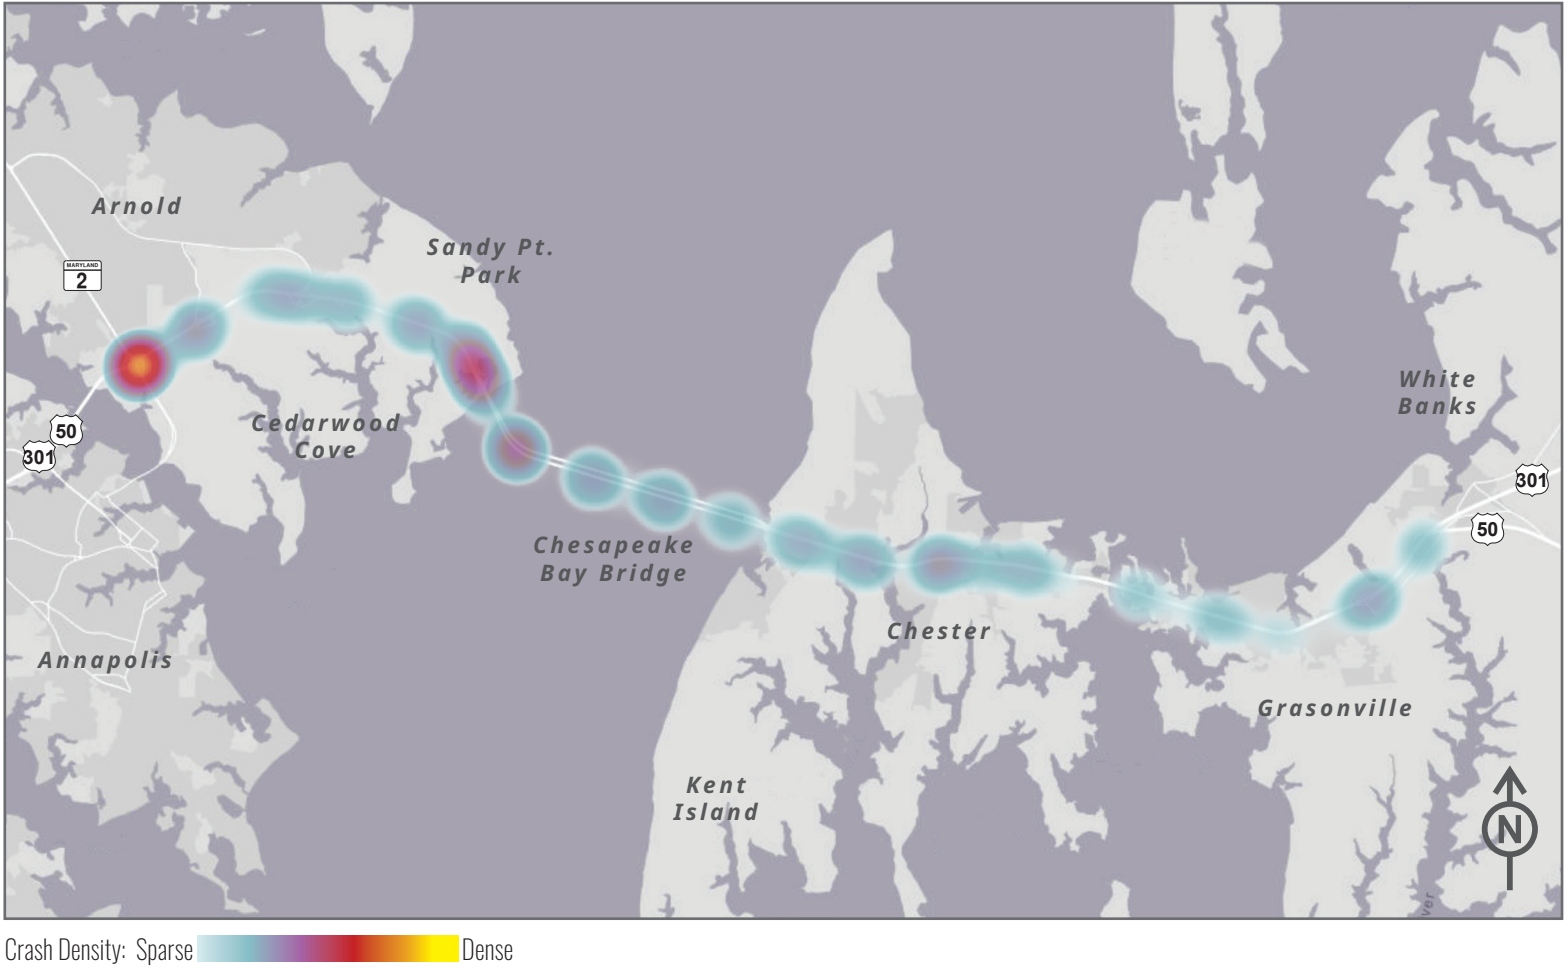 Arnold
Sandy Pt.
Park
MARYLAND
2
White
Banks
Cedarwood
Cove
50
301
301
50
Chesapeake
Bay Bridge
Chester
Annapolis
Grasonville
Kent
Island
N
ver
Crash Density: Sparse Dense